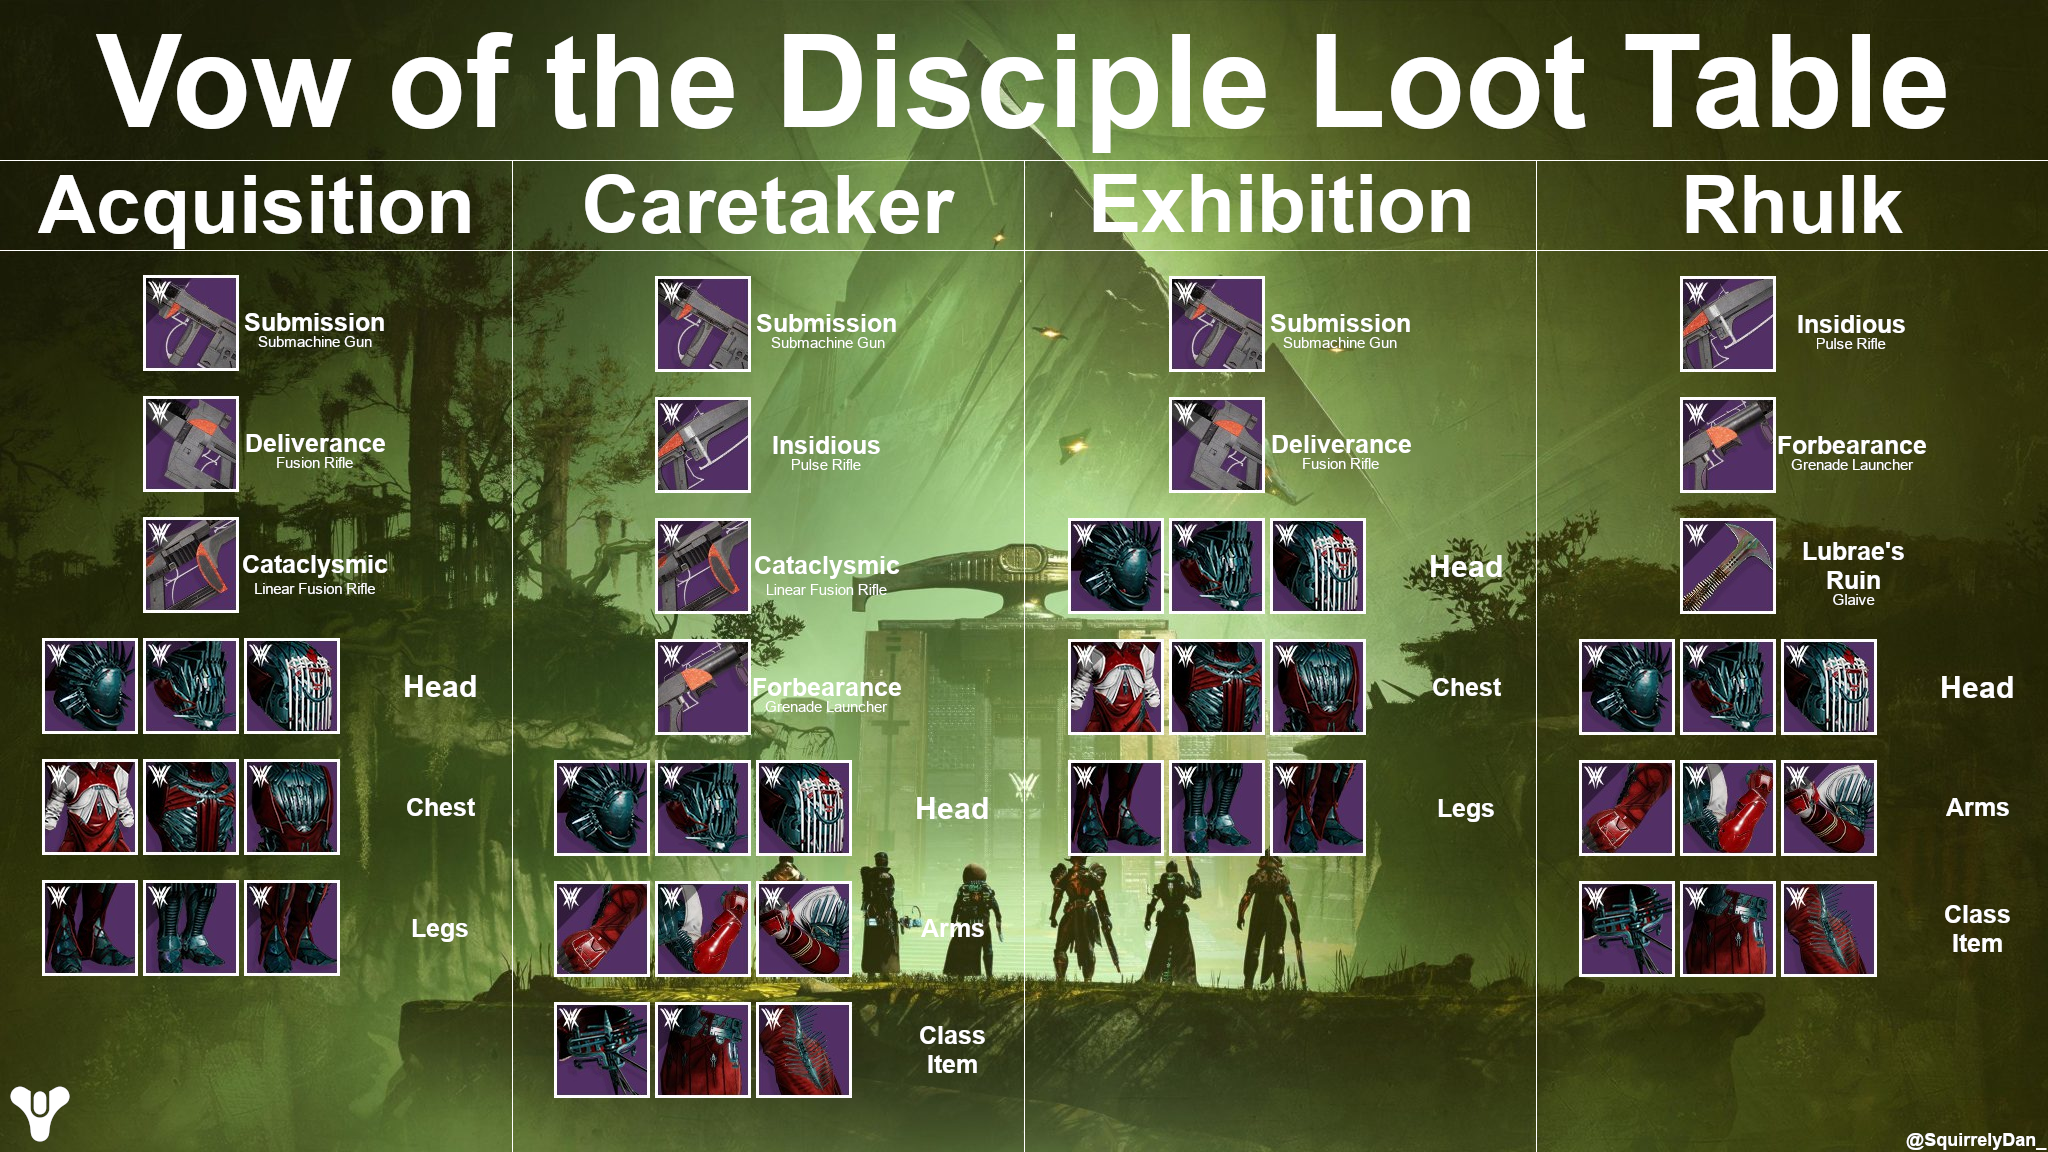 Vow of the Disciple Loot Table
Acquisition
Submission
Submachine Gun
Deliverance
Fusion Rifle
Cataclysmic
Linear Fusion Rifle
Head
Chest
Legs
Caretaker
Submission
Submachine Gun
Insidious
Pulse Rifle
Cataclysmic
Linear Fusion Rifle
Forbearance
Grenade Launcher
Head
Arms
Class
Item
Exhibition
Submission
Submachine Gun
Deliverance
Fusion Rifle
Head
Chest
Legs
Rhulk
Insidious
Pulse Rifle
Forbearance
Grenade Launcher
Lubrae's
Ruin
Glaive
Head
Arms
Class
Item
@SquirrelyDan_